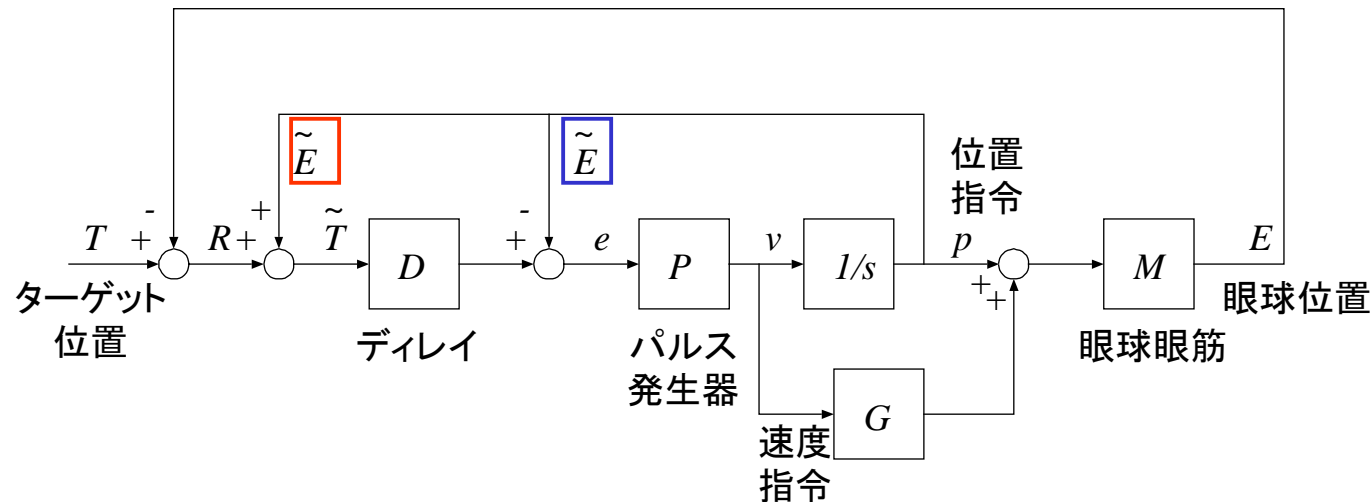 -
Ẽ
Ẽ
位置
指令
+
-
T
+
R
+
T̃
D
+
e
P
v
1/s
p
+
+
M
E
ターゲット
位置
ディレイ
パルス
発生器
眼球眼筋
眼球位置
G
速度
指令